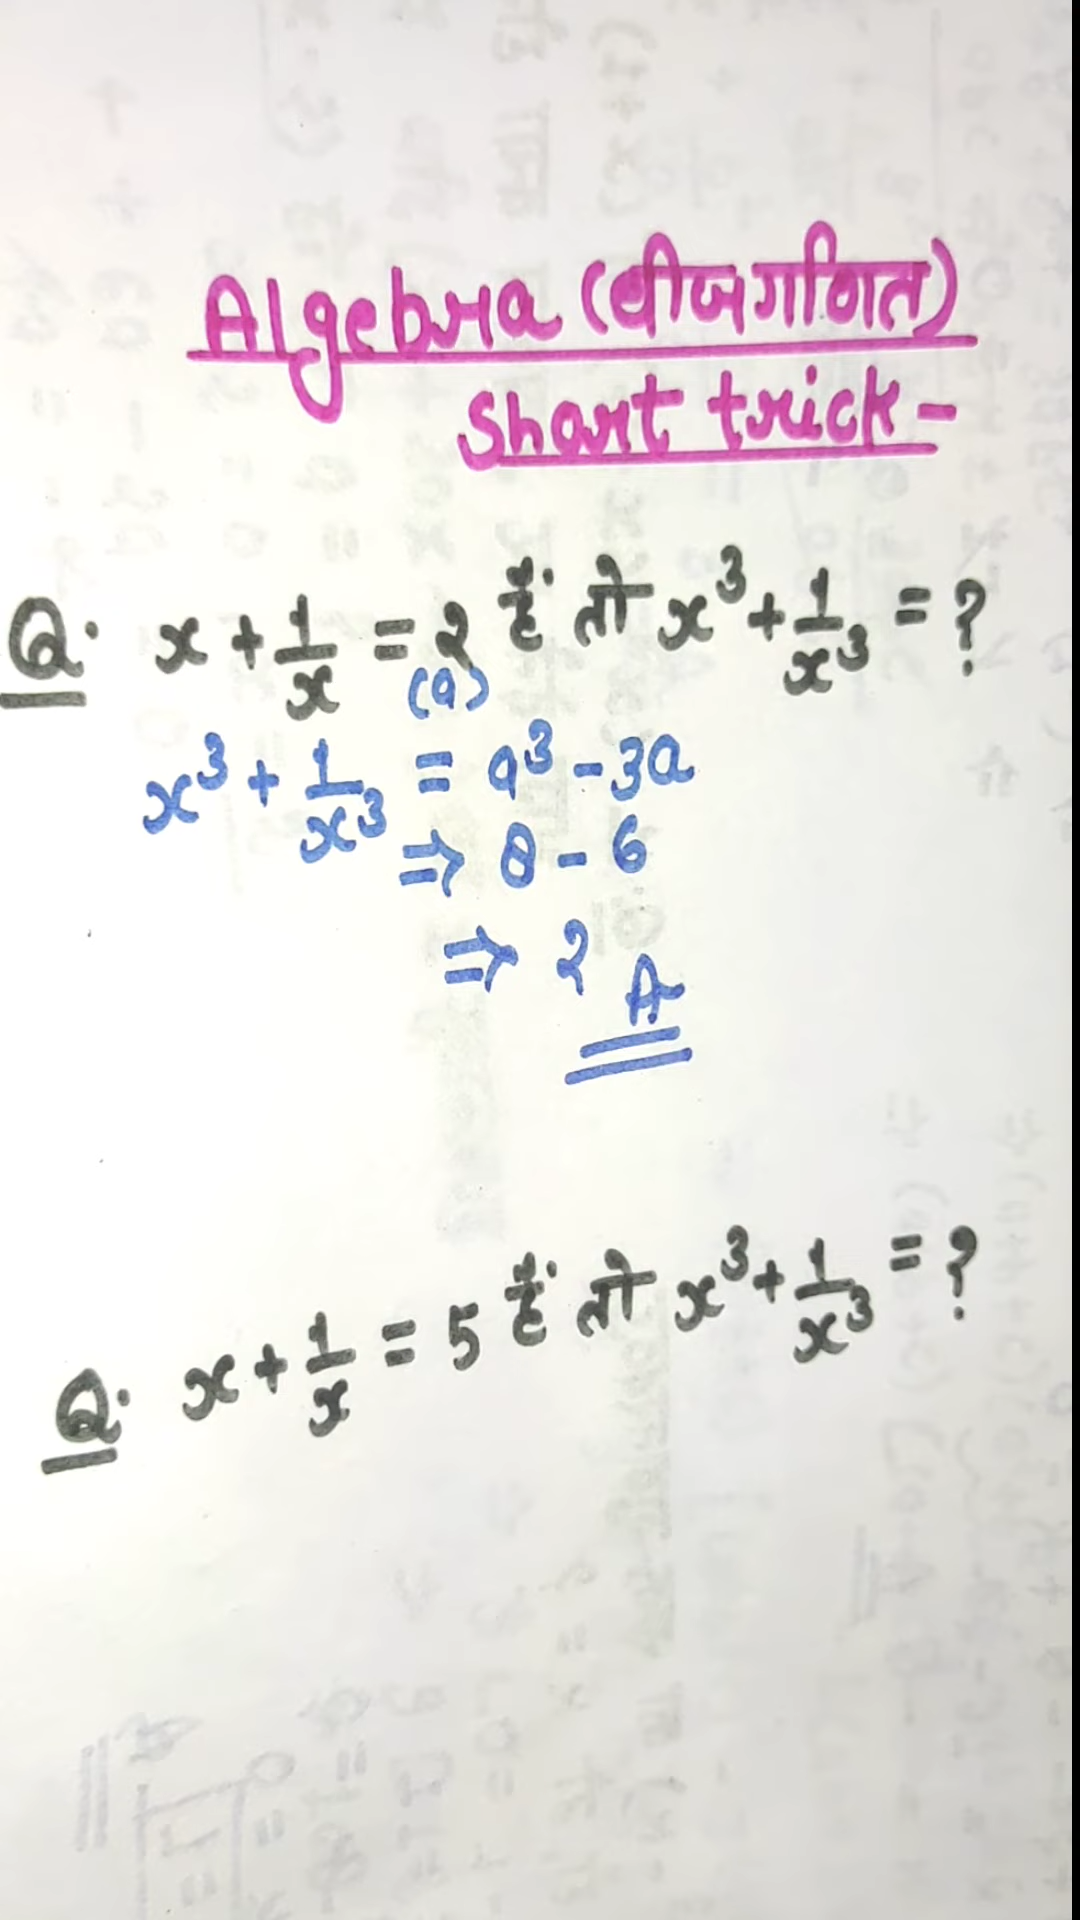 Algebra (बीजगणित)
Short trick -
Q. x + 1/x = 2 हैं तो x³ + 1/x³ = ?
(a)
x³ + 1/x³ = a³ - 3a
⇒ 8 - 6
⇒ 2 A
Q. x + 1/x = 5 हैं तो x³ + 1/x³ = ?